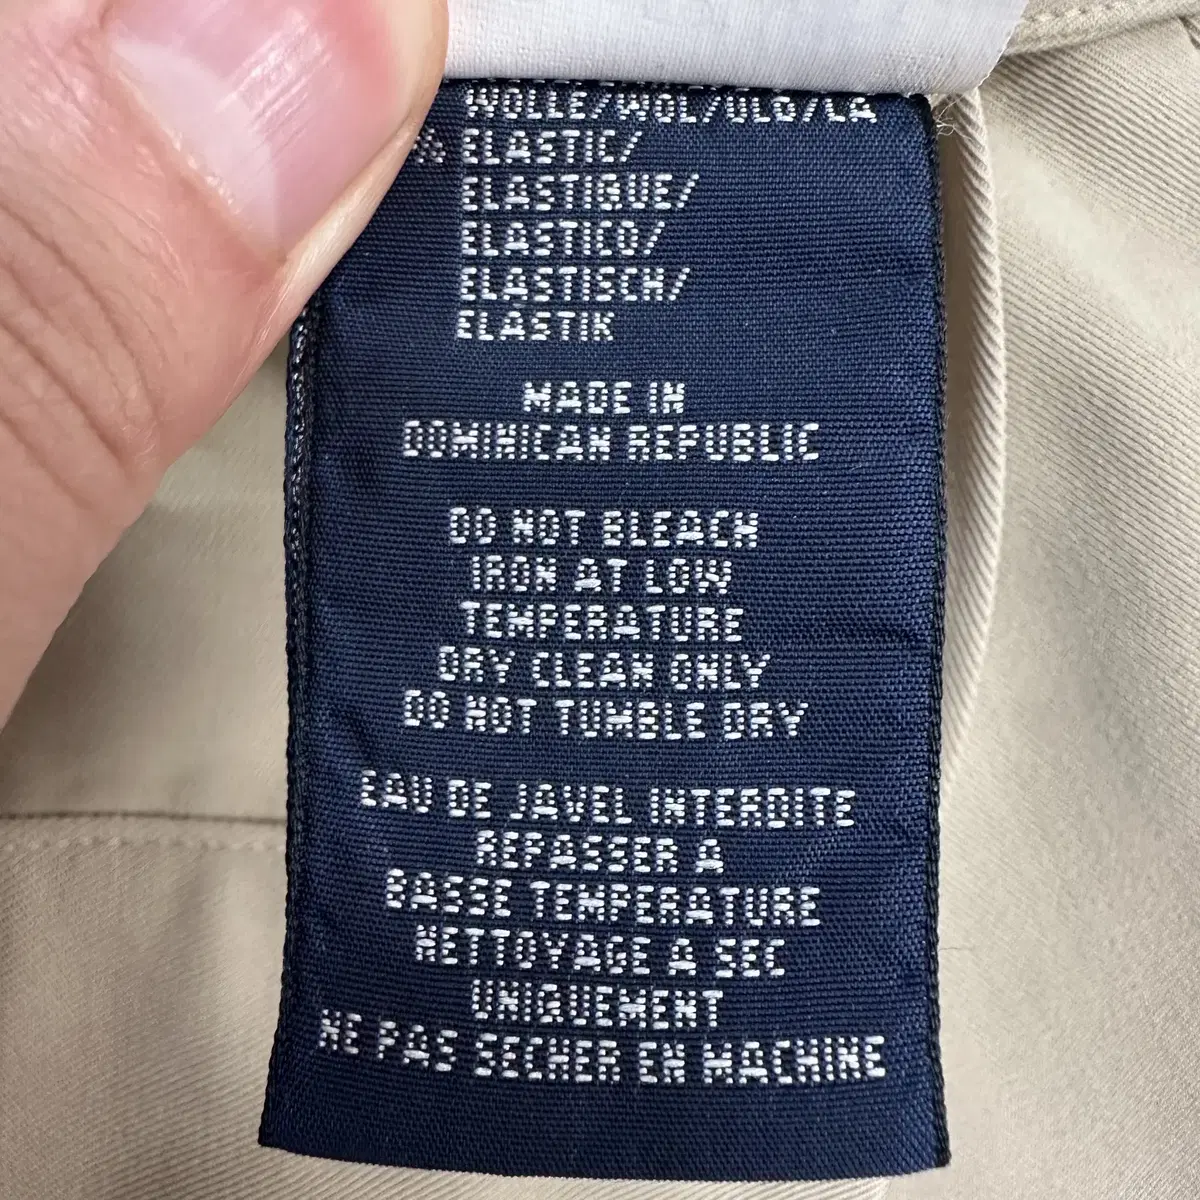 WOLLE/WOL/ULD/LA
% ELASTIC/
ELASTIQUE/
ELASTICO/
ELASTISCH/
ELASTIK
MADE IN
DOMINICAN REPUBLIC
DO NOT BLEACH
IRON AT LOW
TEMPERATURE
DRY CLEAN ONLY
DO NOT TUMBLE DRY
EAU DE JAVEL INTERDITE
REPASSER A
BASSE TEMPERATURE
NETTOYAGE A SEC
UNIQUEMENT
NE PAS SECHER EN MACHINE